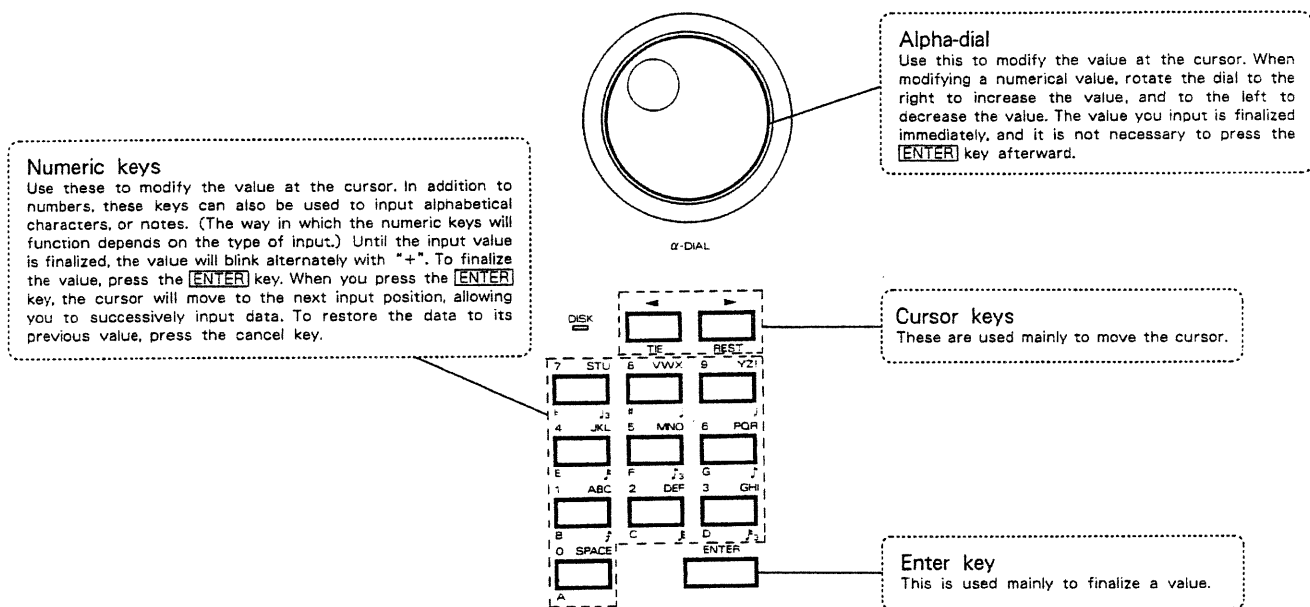 Alpha-dial
Use this to modify the value at the cursor. When
modifying a numerical value, rotate the dial to the
right to increase the value, and to the left to
decrease the value. The value you input is finalized
immediately, and it is not necessary to press the
ENTER key afterward.
Numeric keys
Use these to modify the value at the cursor. In addition to
numbers, these keys can also be used to input alphabetical
characters, or notes. (The way in which the numeric keys will
function depends on the type of input.) Until the input value
is finalized, the value will blink alternately with "+". To finalize
the value, press the ENTER key. When you press the ENTER
key, the cursor will move to the next input position, allowing
you to successively input data. To restore the data to its
previous value, press the cancel key.
α-DIAL
DISK
◄ ►
TIE REST
Cursor keys
These are used mainly to move the cursor.
7 STU 8 VWX 9 YZ!
♩3 #
4 JKL 5 MNO 6 PQR
E F ♪3 G ♪
1 ABC 2 DEF 3 GHI
B C D
0 SPACE ENTER
A
Enter key
This is used mainly to finalize a value.